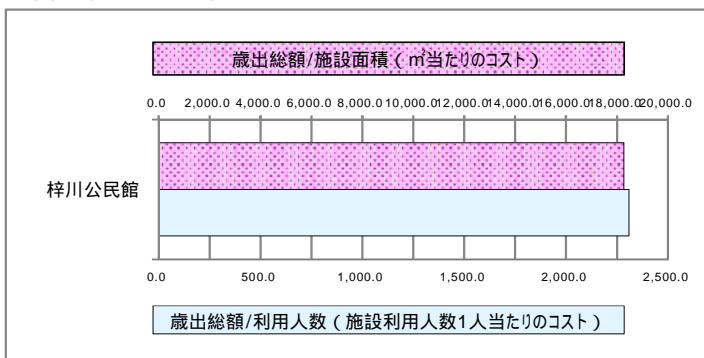 歳出総額/施設面積（㎡当たりのコスト）
0.0 2,000.0 4,000.0 6,000.0 8,000.0 10,000.0 12,000.0 14,000.0 16,000.0 18,000.0 20,000.0
梓川公民館
0.0 500.0 1,000.0 1,500.0 2,000.0 2,500.0
歳出総額/利用人数（施設利用人数1人当たりのコスト）